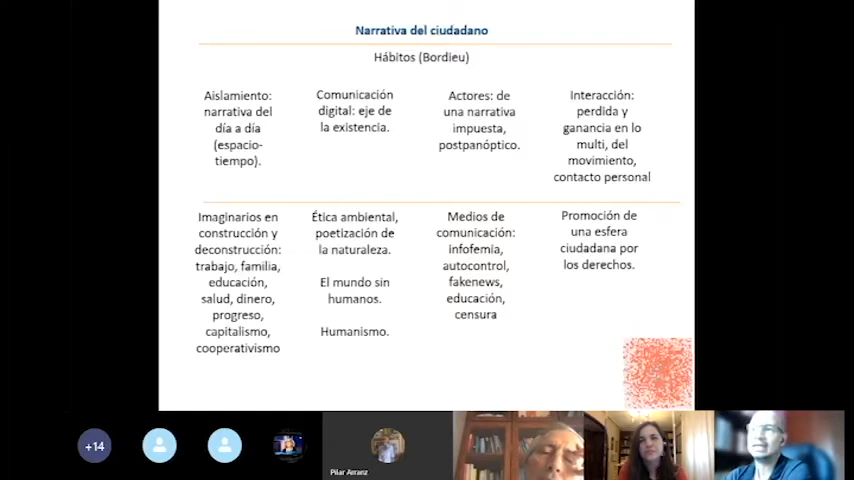 Narrativa del ciudadano
Hábitos (Bordieu)
Aislamiento:
narrativa del
día a día
(espacio-
tiempo).
Comunicación
digital: eje de
la existencia.
Actores: de
una narrativa
impuesta,
postpanóptico.
Interacción:
perdida y
ganancia en lo
multi, del
movimiento,
contacto personal
Imaginarios en
construcción y
deconstrucción:
trabajo, familia,
educación,
salud, dinero,
progreso,
capitalismo,
cooperativismo
Ética ambiental,
poetización de
la naturaleza.
El mundo sin
humanos.
Humanismo.
Medios de
comunicación:
infofemia,
autocontrol,
fakenews,
educación,
censura
Promoción de
una esfera
ciudadana por
los derechos.
+14
Pilar Arranz